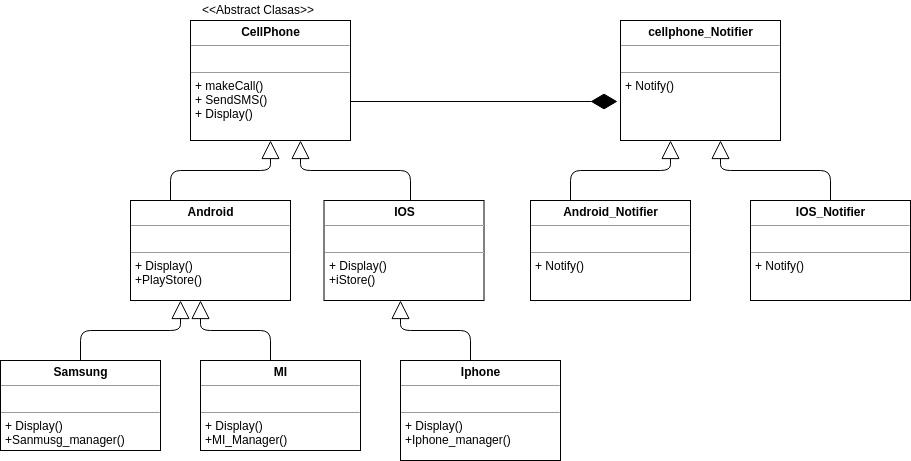 <<Abstract Clasas>>
CellPhone
+ makeCall()
+ SendSMS()
+ Display()
cellphone_Notifier
+ Notify()
Android
+ Display()
+PlayStore()
IOS
+ Display()
+iStore()
Android_Notifier
+ Notify()
IOS_Notifier
+ Notify()
Samsung
+ Display()
+Sanmusg_manager()
MI
+ Display()
+MI_Manager()
Iphone
+ Display()
+Iphone_manager()